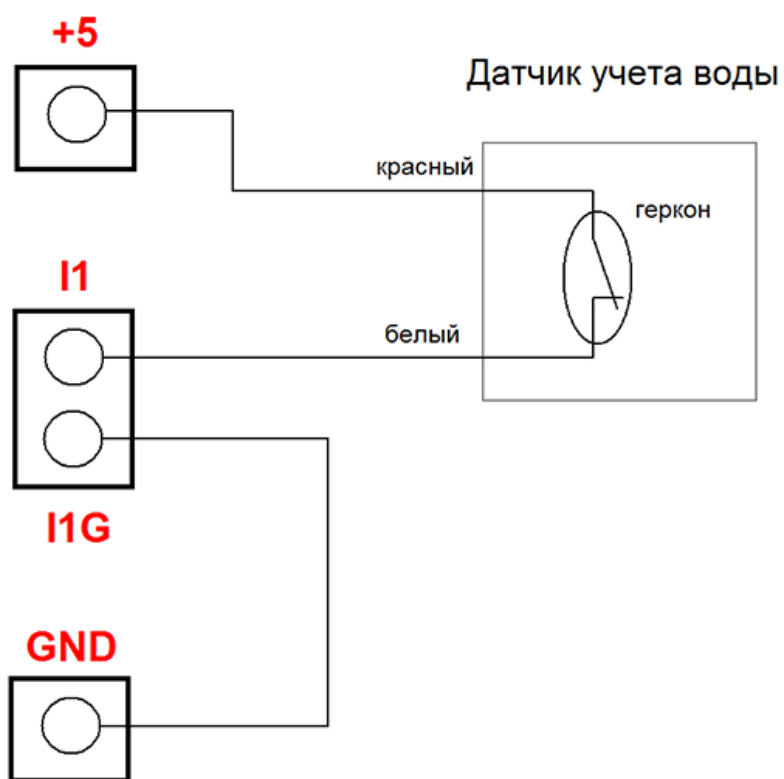 +5
Датчик учета воды
красный
геркон
I1
белый
I1G
GND